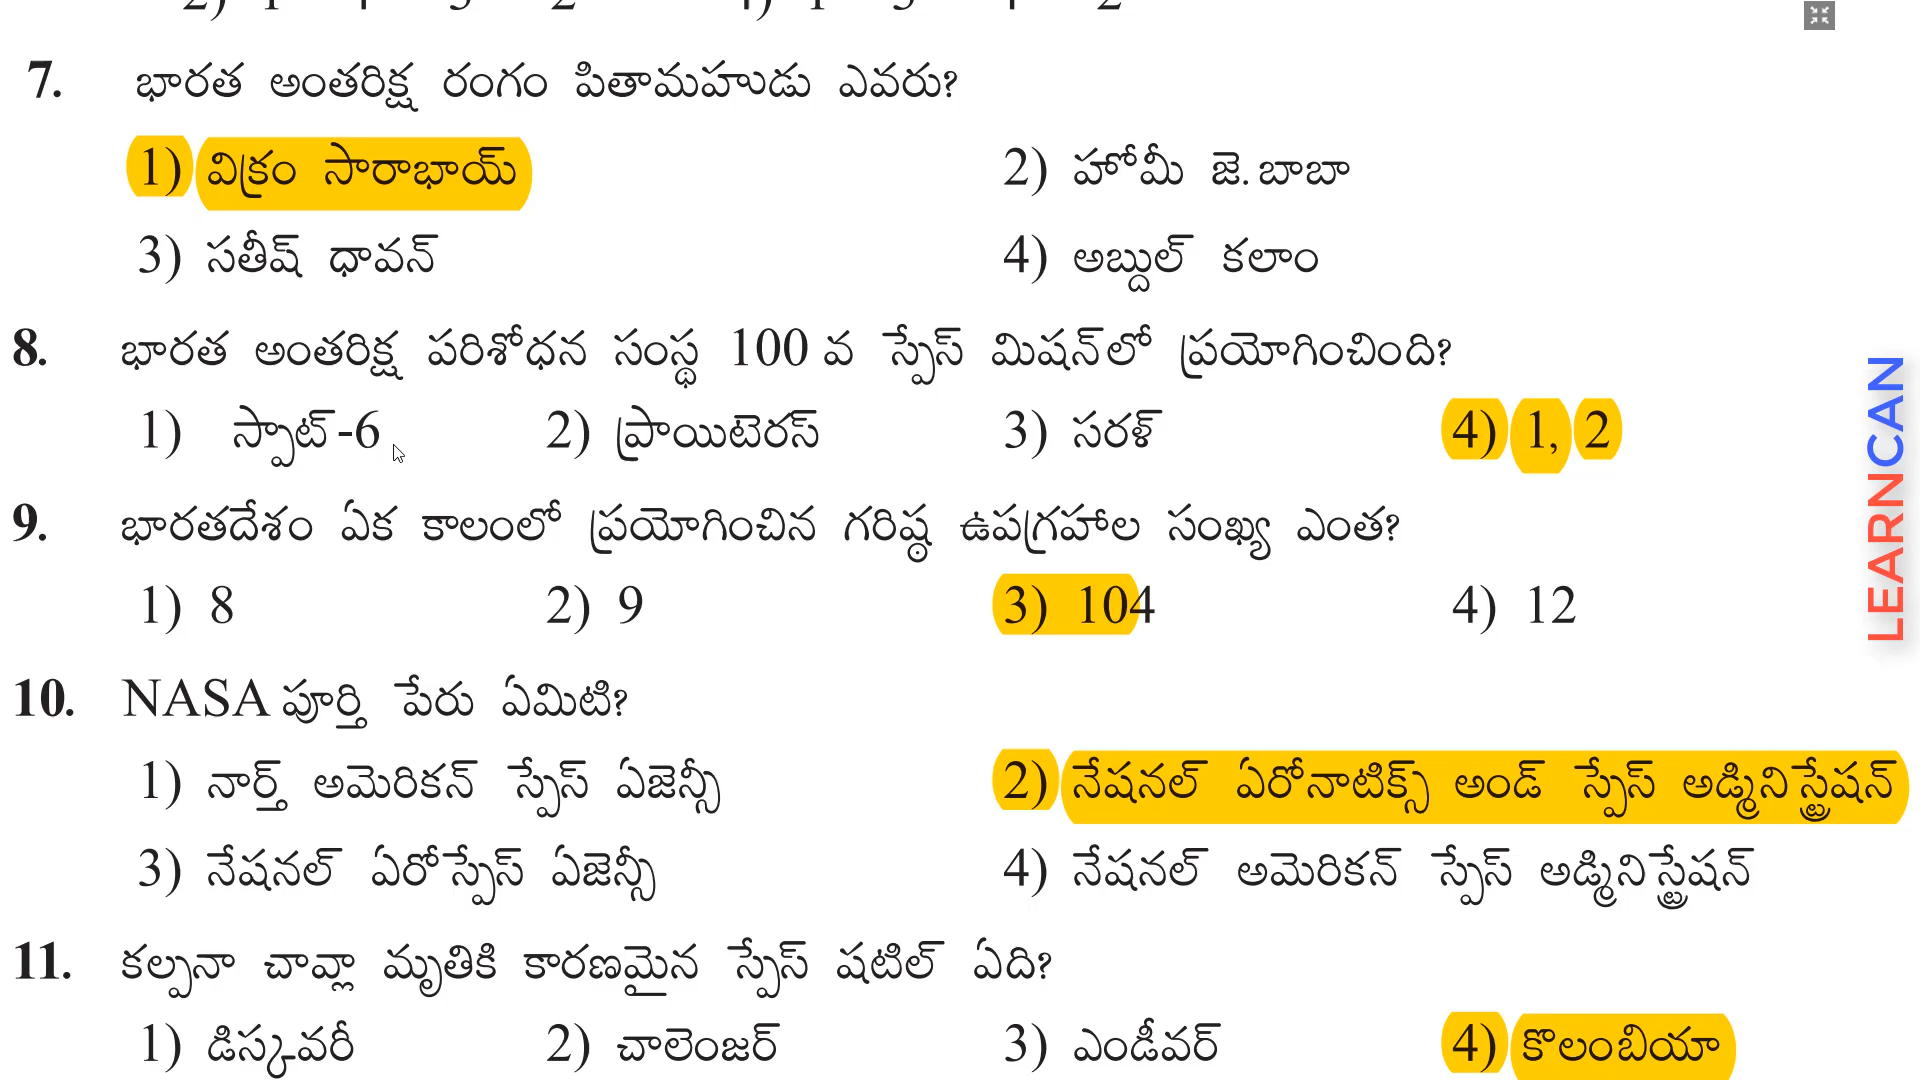 7. భారత అంతరిక్ష రంగం పితామహుడు ఎవరు?
1) విక్రం సారాభాయ్ 2) హోమీ జె. బాబా
3) సతీష్ ధావన్ 4) అబ్దుల్ కలాం
8. భారత అంతరిక్ష పరిశోధన సంస్థ 100 వ స్పేస్ మిషన్‌లో ప్రయోగించింది?
1) స్పాట్-6 2) ప్రొయిటెరస్ 3) సరళ్ 4) 1, 2
9. భారతదేశం ఏక కాలంలో ప్రయోగించిన గరిష్ఠ ఉపగ్రహాల సంఖ్య ఎంత?
1) 8 2) 9 3) 104 4) 12
10. NASA పూర్తి పేరు ఏమిటి?
1) నార్త్ అమెరికన్ స్పేస్ ఏజెన్సీ 2) నేషనల్ ఏరోనాటిక్స్ అండ్ స్పేస్ అడ్మినిస్ట్రేషన్
3) నేషనల్ ఏరోస్పేస్ ఏజెన్సీ 4) నేషనల్ అమెరికన్ స్పేస్ అడ్మినిస్ట్రేషన్
11. కల్పనా చావ్లా మృతికి కారణమైన స్పేస్ షటిల్ ఏది?
1) డిస్కవరీ 2) చాలెంజర్ 3) ఎండీవర్ 4) కొలంబియా
LEARNCAN